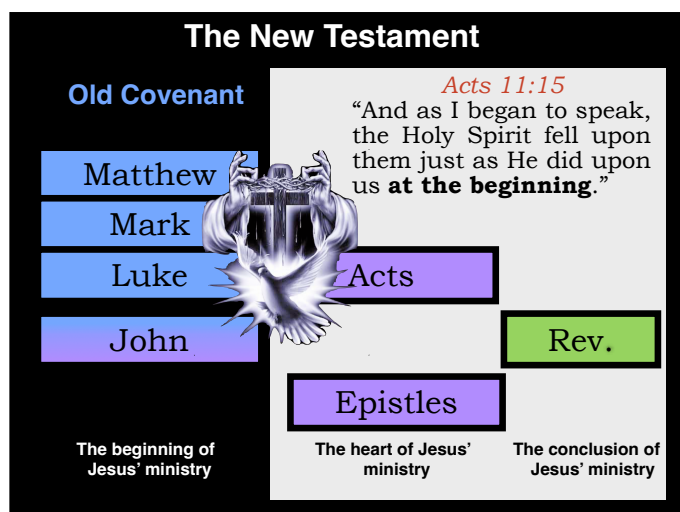 The New Testament
Old Covenant
Matthew
Mark
Luke
John
The beginning of
Jesus’ ministry
Acts 11:15
“And as I began to speak,
the Holy Spirit fell upon
them just as He did upon
us at the beginning.”
Acts
Epistles
The heart of Jesus’
ministry
Rev.
The conclusion of
Jesus’ ministry